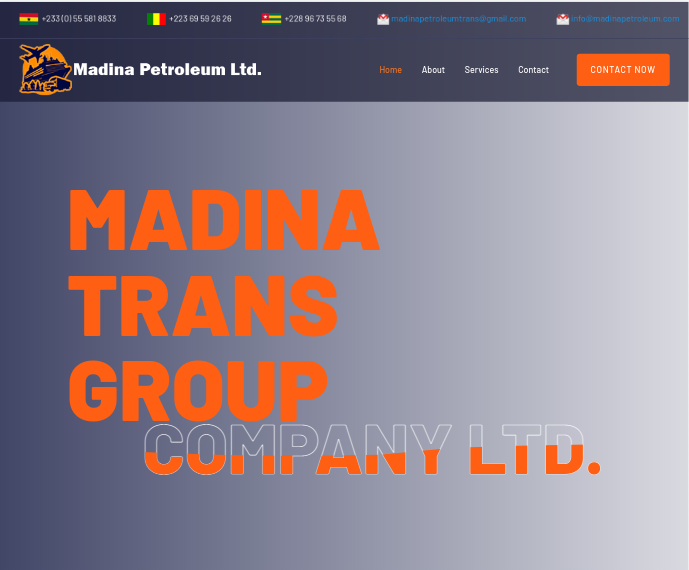 +233 (0) 55 581 8833 +223 69 59 26 26 +228 96 73 55 68 madinapetroleumtrans@gmail.com info@madinapetroleum.com
Madina Petroleum Ltd. Home About Services Contact CONTACT NOW
MADINA
TRANS
GROUP
COMPANY LTD.